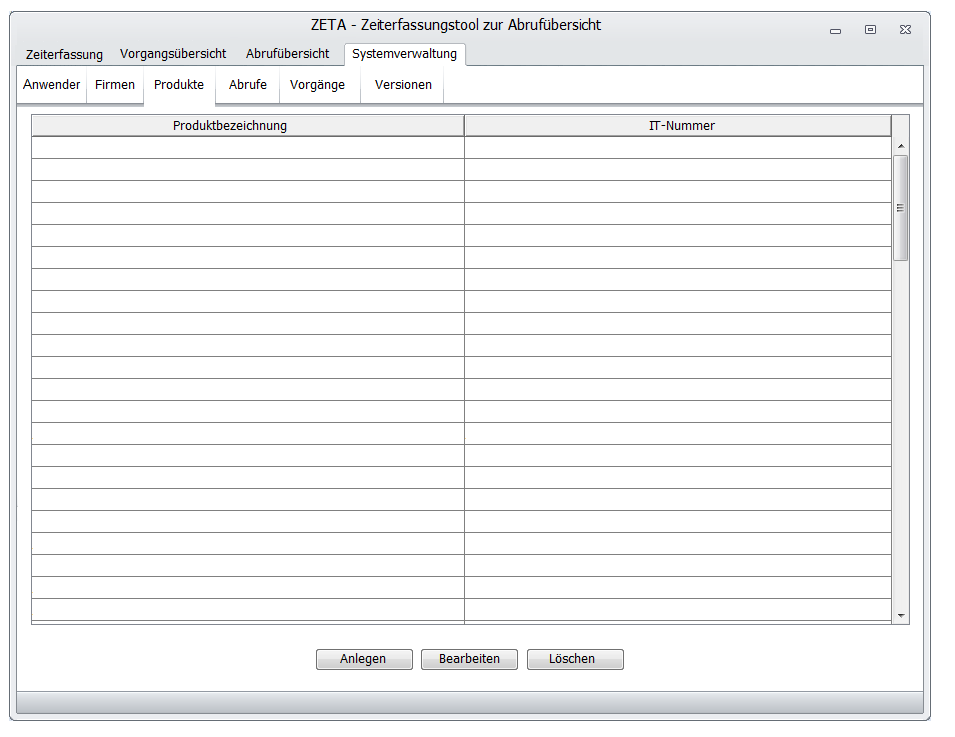 ZETA - Zeiterfassungstool zur Abrufübersicht
Zeiterfassung Vorgangsübersicht Abrufübersicht Systemverwaltung
Anwender Firmen Produkte Abrufe Vorgänge Versionen
Produktbezeichnung IT-Nummer
Anlegen Bearbeiten Löschen